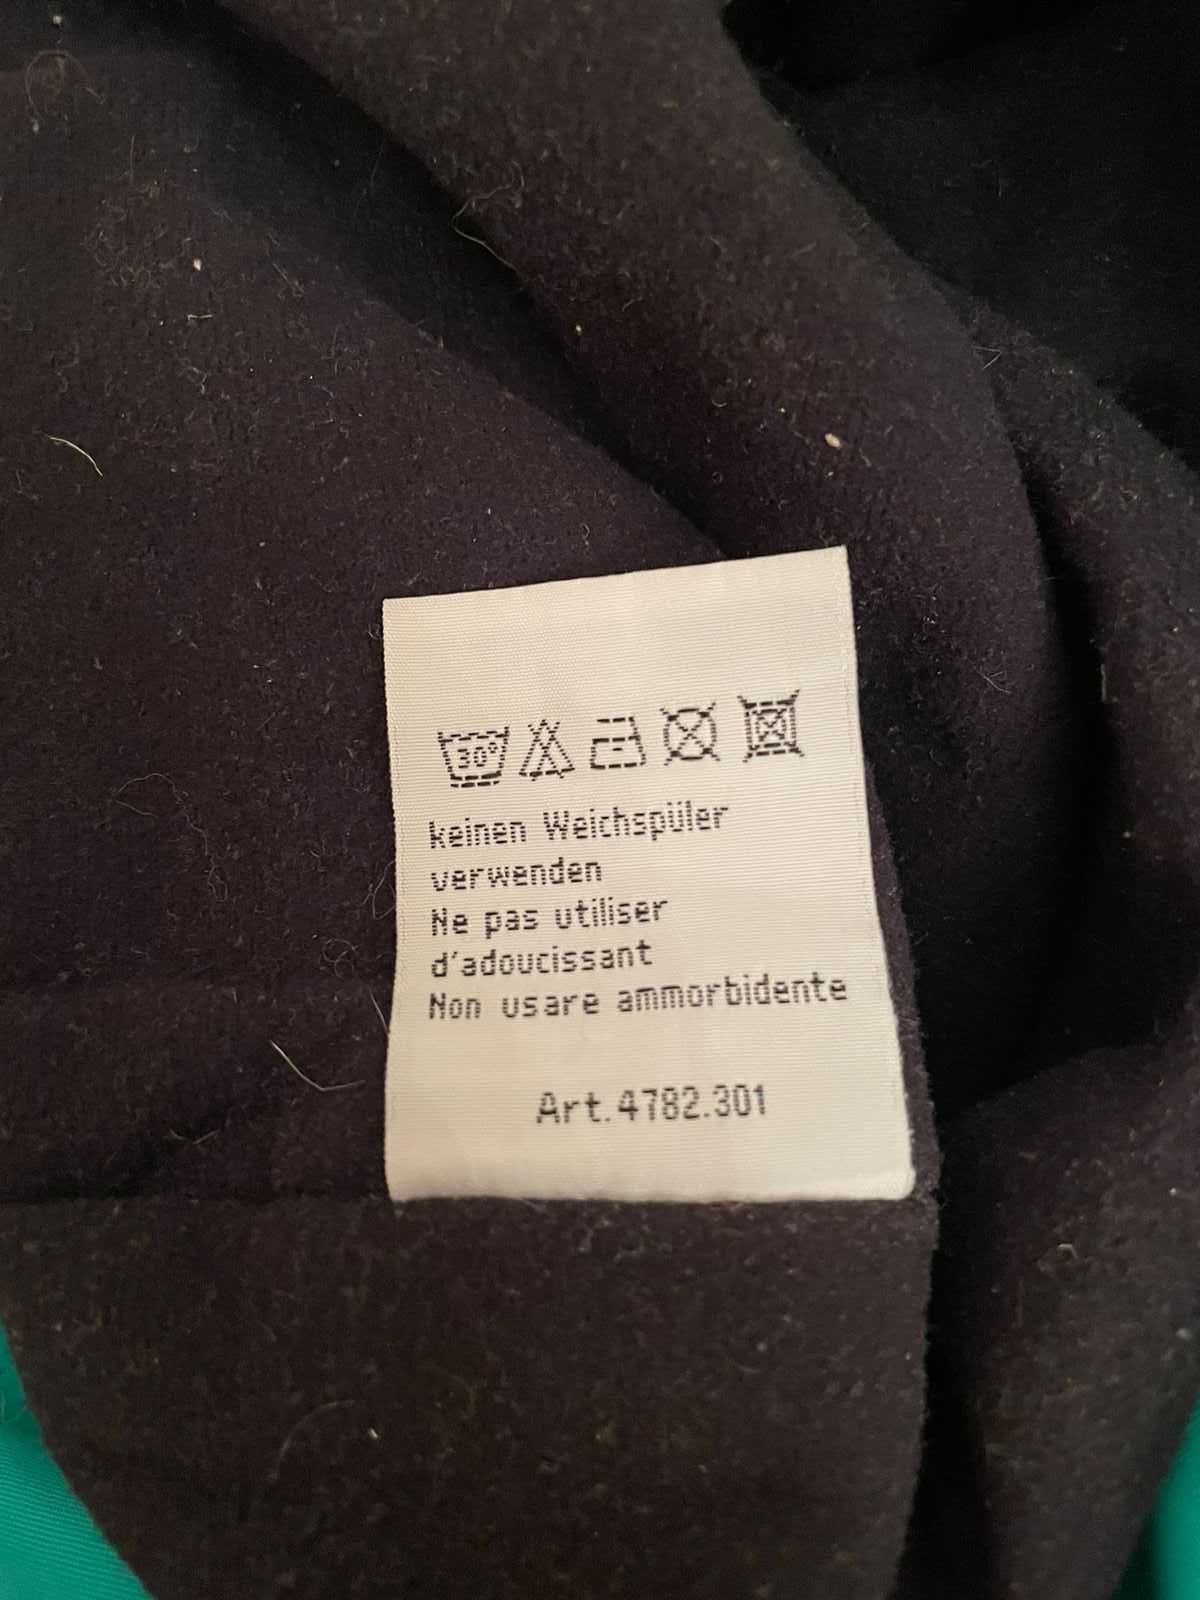 30°
keinen Weichspüler
verwenden
Ne pas utiliser
d'adoucissant
Non usare ammorbidente
Art.4782.301